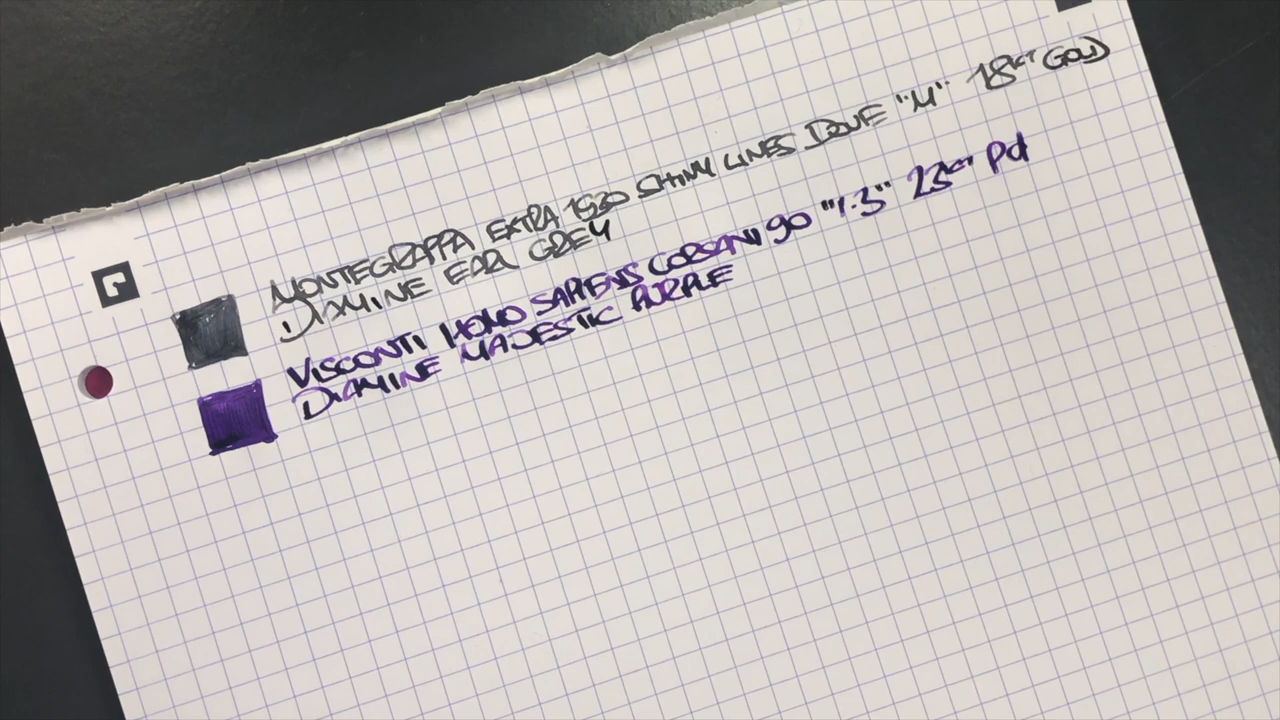 MONTEGRAPPA EXTRA 1930 SHINY LINES DOUE "M" 18KT GOLD
DIAMINE EARL GREY
VISCONTI HOMO SAPIENS CORSANI 90 "1.3" 23KT Pd
DIAMINE MAJESTIC PURPLE